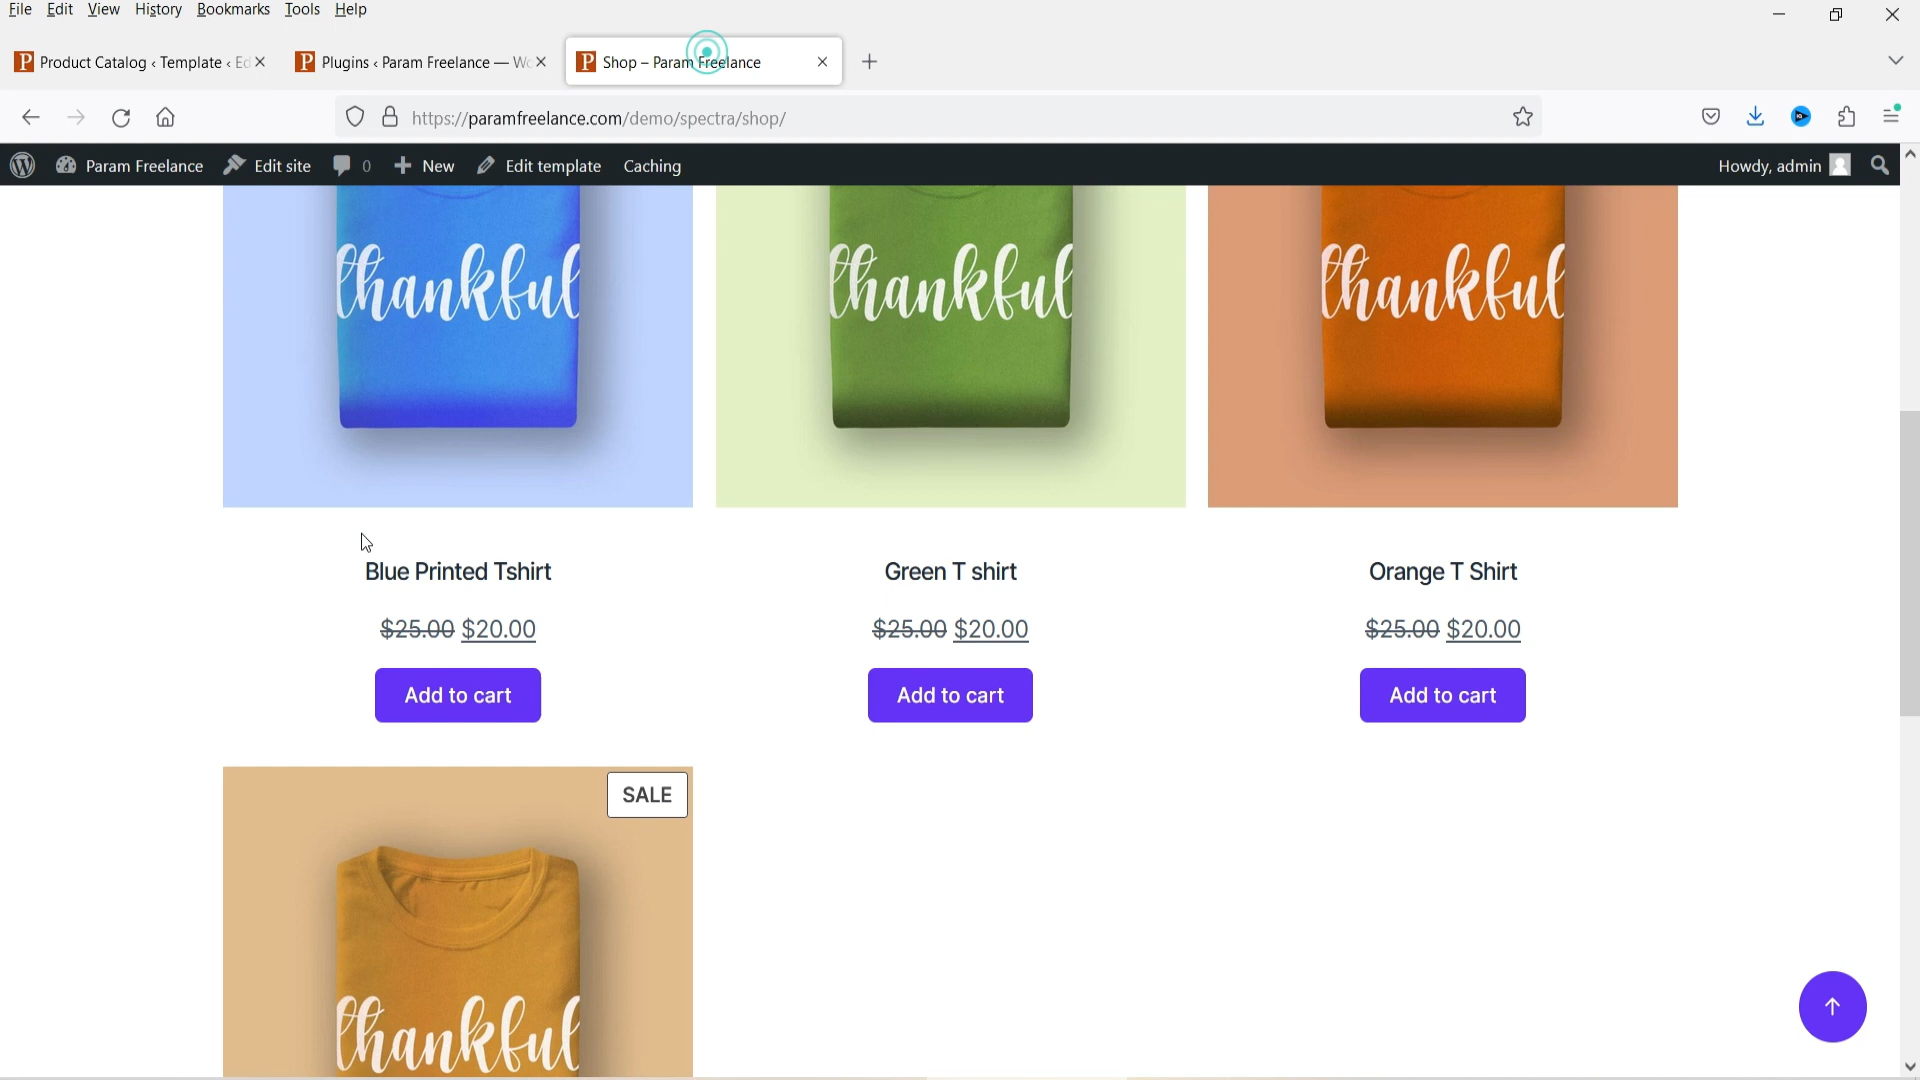 File Edit View History Bookmarks Tools Help
P Product Catalog ‹ Template ‹ Ed
P Plugins ‹ Param Freelance — Wo
P Shop – Param Freelance
https://paramfreelance.com/demo/spectra/shop/
Param Freelance Edit site 0 New Edit template Caching Howdy, admin
thankful thankful thankful
Blue Printed Tshirt Green T shirt Orange T Shirt
$25.00 $20.00 $25.00 $20.00 $25.00 $20.00
Add to cart Add to cart Add to cart
SALE
thankful